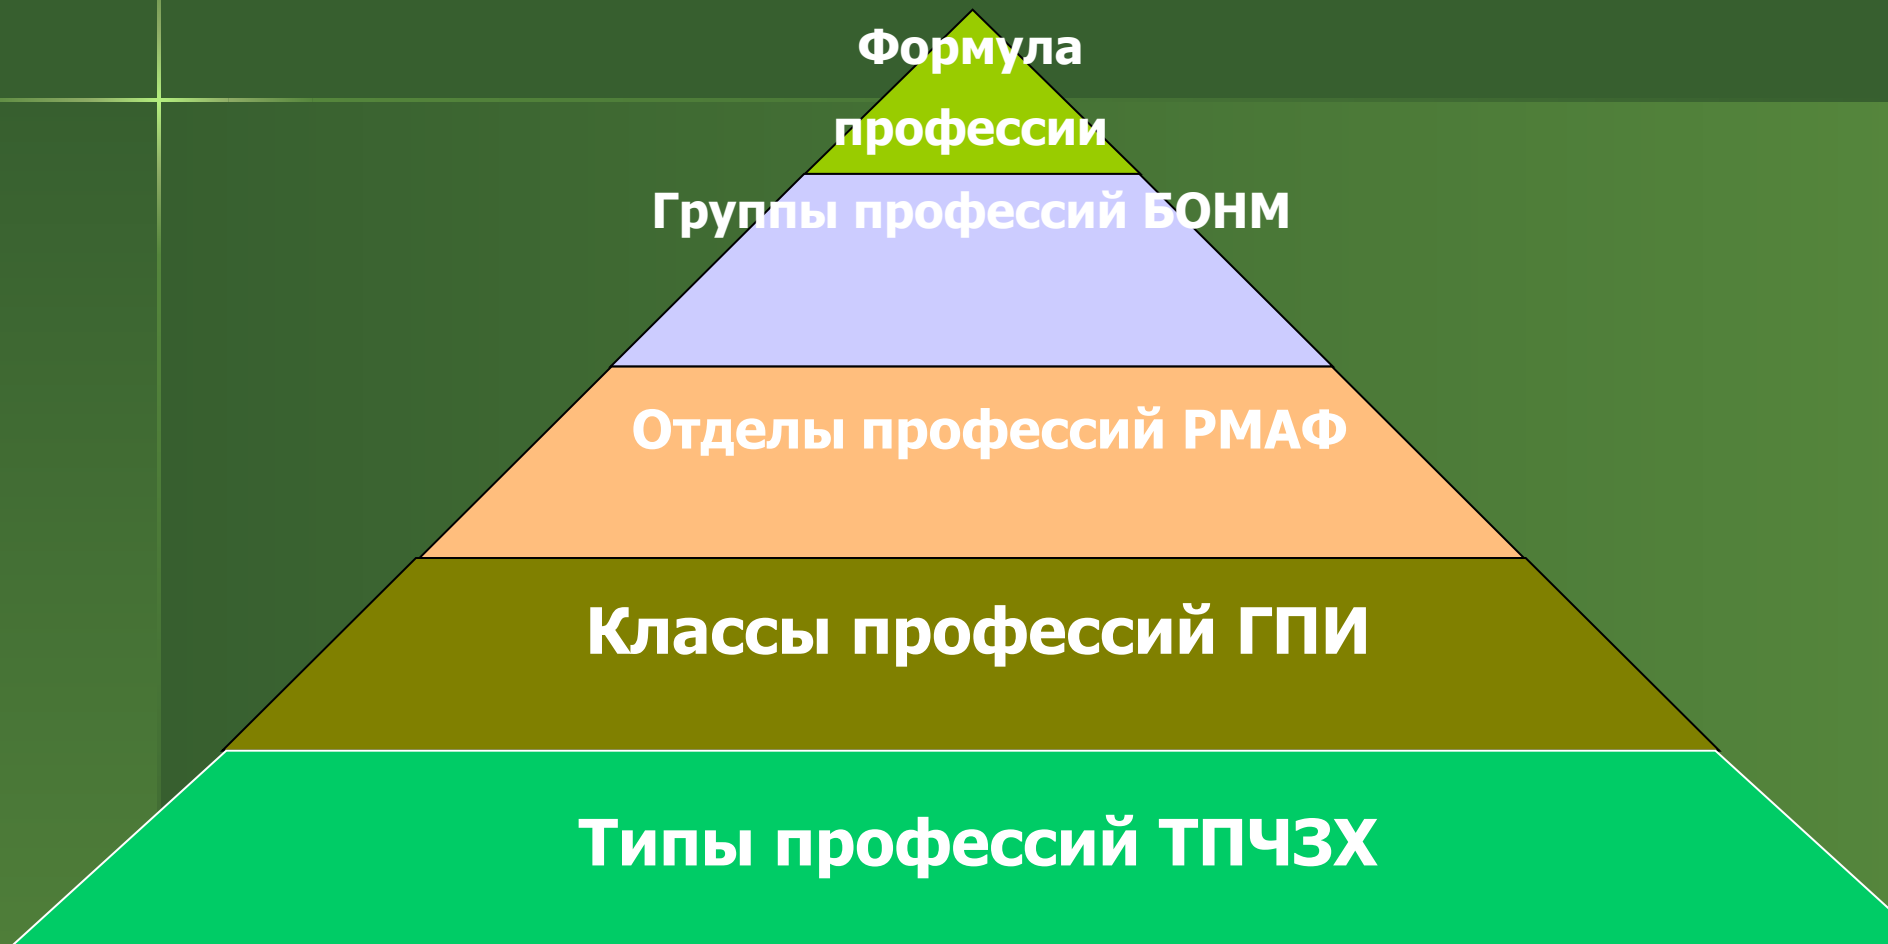 Формула
профессии
Группы профессий БОНМ
Отделы профессий РМАФ
Классы профессий ГПИ
Типы профессий ТПЧЗХ